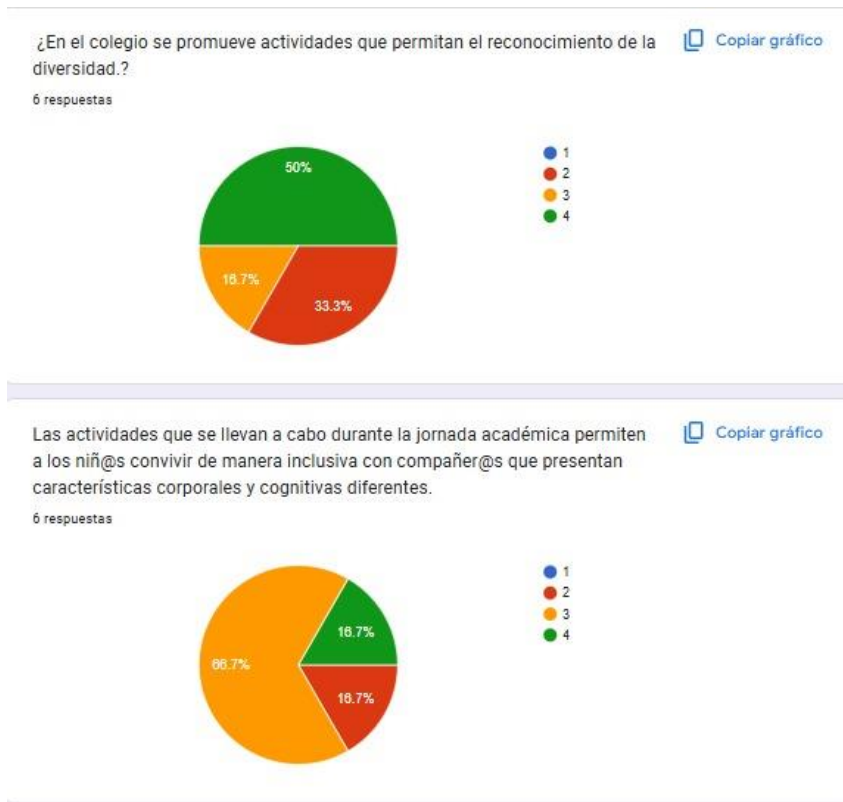 ¿En el colegio se promueve actividades que permitan el reconocimiento de la
diversidad.?
Copiar gráfico
6 respuestas
50%
16.7%
33.3%
1
2
3
4
Las actividades que se llevan a cabo durante la jornada académica permiten
a los niñ@s convivir de manera inclusiva con compañer@s que presentan
características corporales y cognitivas diferentes.
Copiar gráfico
6 respuestas
16.7%
66.7%
16.7%
1
2
3
4